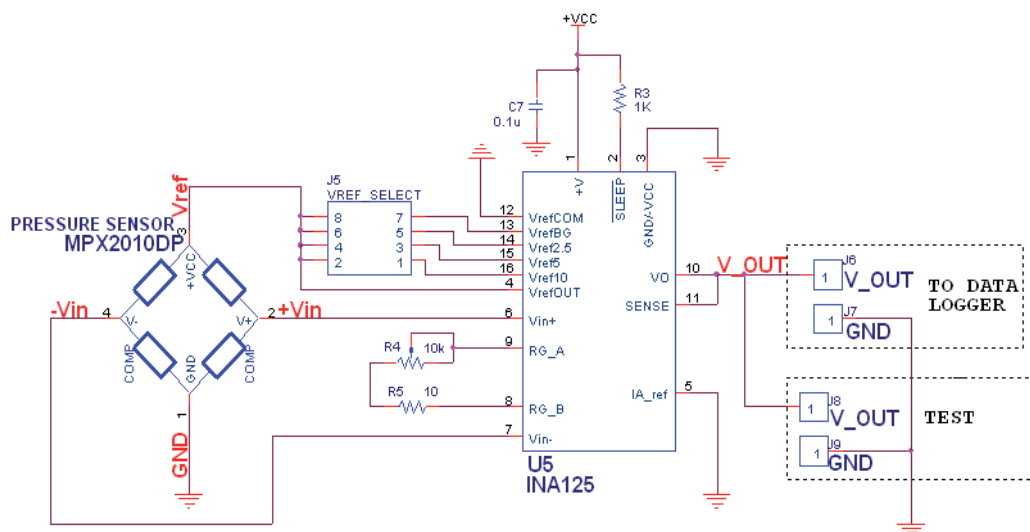 +VCC
C7
0.1u
R3
1K
1
2
3
+V
SLEEP
GND/-VCC
J5
VREF_SELECT
8 7
6 5
4 3
2 1
Vref
PRESSURE SENSOR
MPX2010DP
3
+VCC
-Vin
4
V-
V+
2
+Vin
COMP
GND
COMP
1
GND
12 VrefCOM
13 VrefBG
14 Vref2.5
15 Vref5
16 Vref10
4 VrefOUT
6 Vin+
9 RG_A
8 RG_B
7 Vin-
R4 10k
R5 10
VO 10
SENSE 11
IA_ref 5
U5
INA125
V_OUT
J6
1 V_OUT
J7
1 GND
TO DATA
LOGGER
J8
1 V_OUT
J9
1 GND
TEST